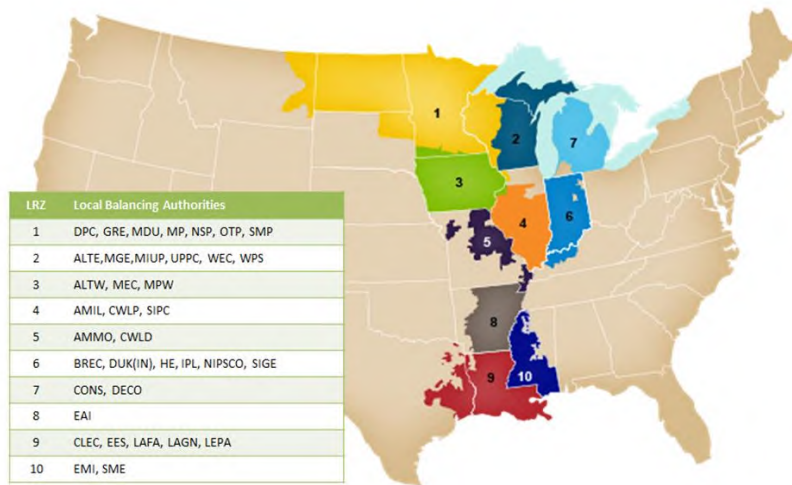 1
2
7
3
6
4
5
8
9
10
LRZ Local Balancing Authorities
1 DPC, GRE, MDU, MP, NSP, OTP, SMP
2 ALTE,MGE,MIUP, UPPC, WEC, WPS
3 ALTW, MEC, MPW
4 AMIL, CWLP, SIPC
5 AMMO, CWLD
6 BREC, DUK(IN), HE, IPL, NIPSCO, SIGE
7 CONS, DECO
8 EAI
9 CLEC, EES, LAFA, LAGN, LEPA
10 EMI, SME